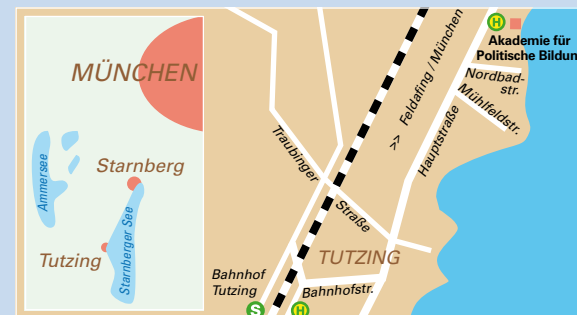 MÜNCHEN
Starnberg
Ammersee
Starnberger See
Tutzing
H
Akademie für
Politische Bildun
Nordbad-
str.
Mühlfeldstr.
>> Feldafing / München
Hauptstraße
Traubinger
Straße
TUTZING
Bahnhof
Tutzing
Bahnhofstr.
S
H